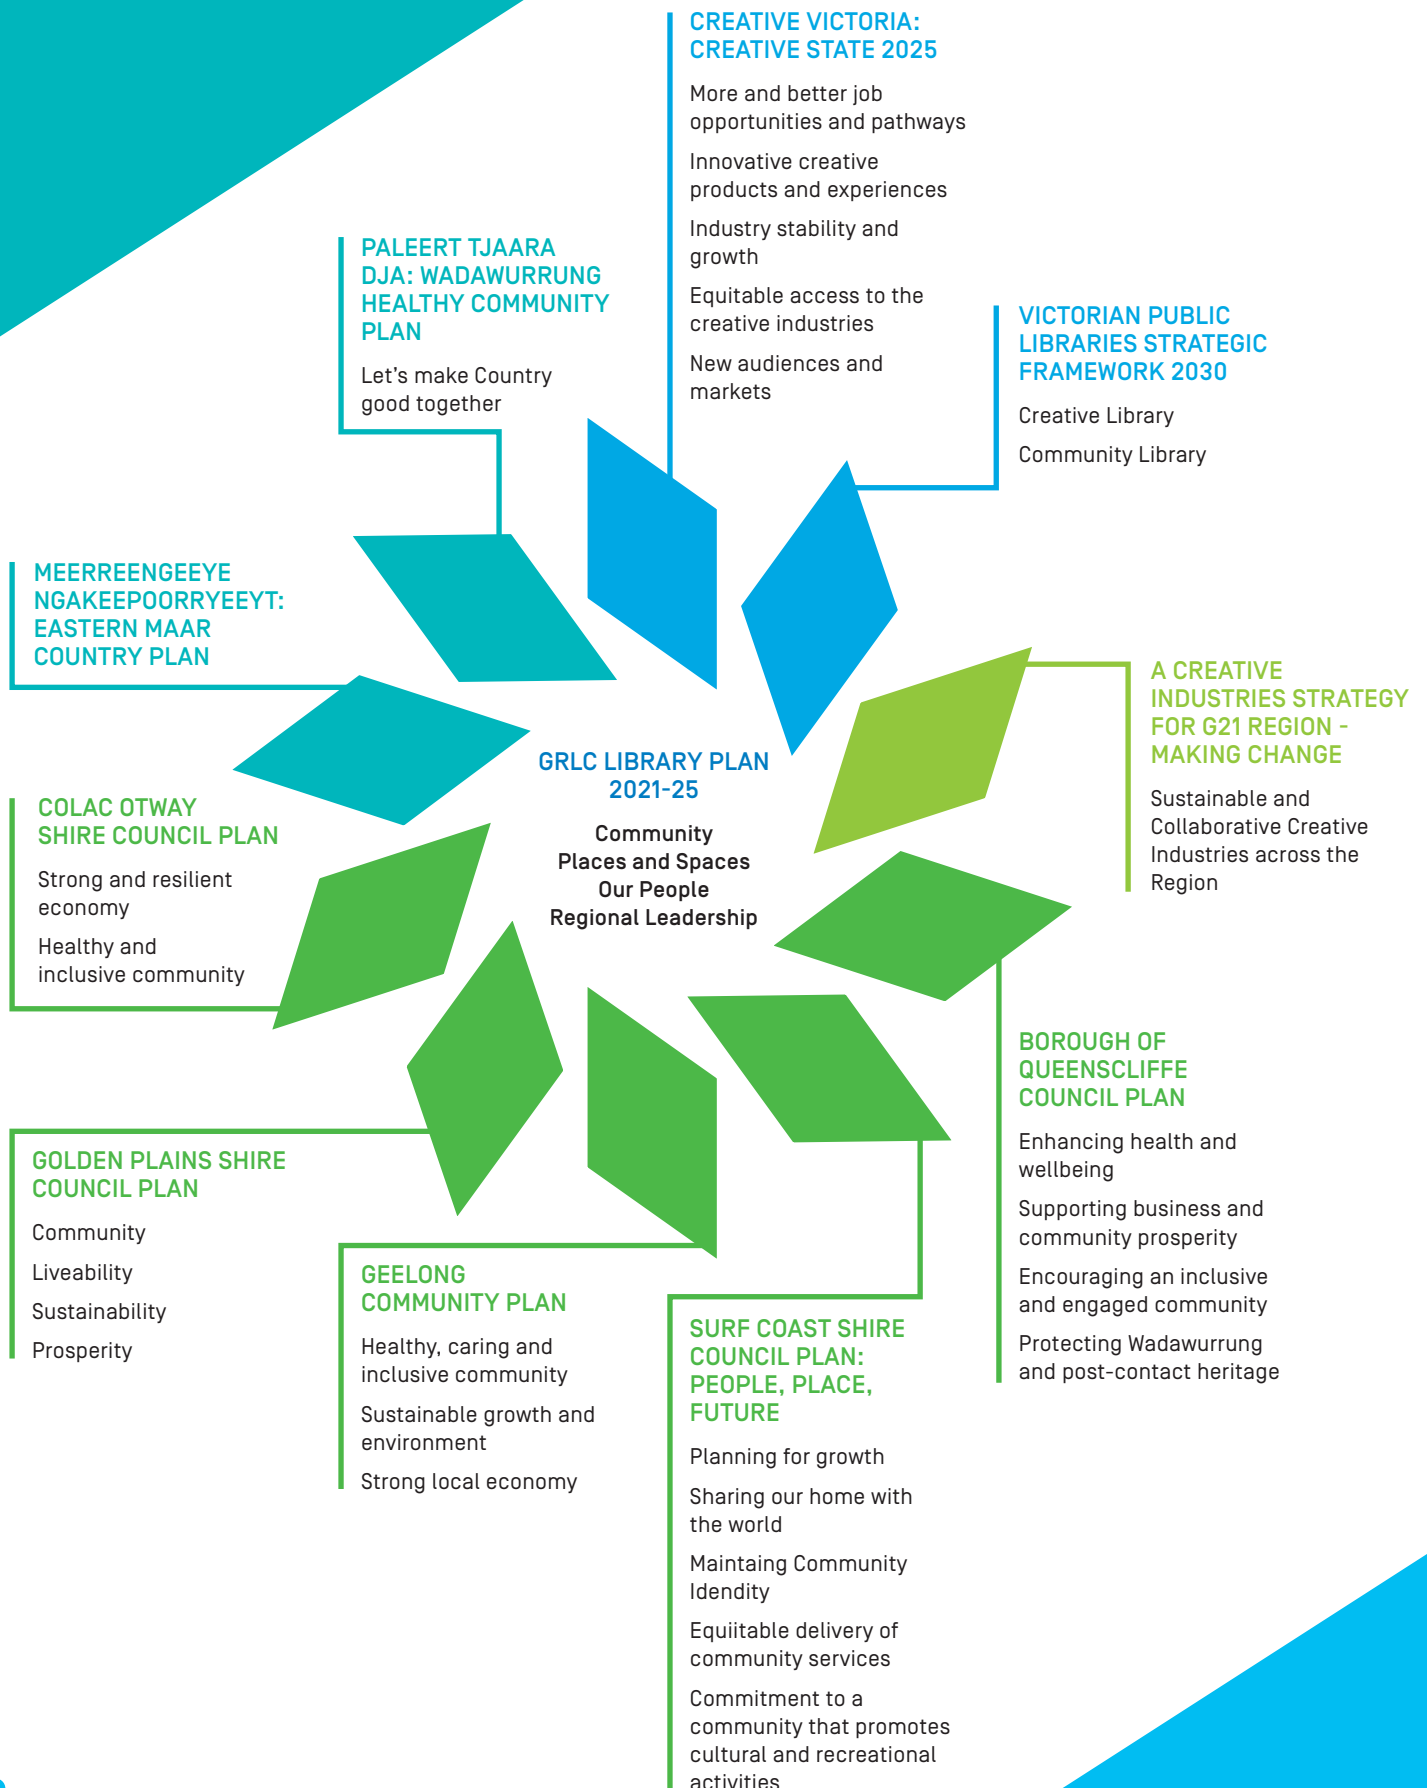 CREATIVE VICTORIA:
CREATIVE STATE 2025
More and better job
opportunities and pathways
Innovative creative
products and experiences
Industry stability and
growth
Equitable access to the
creative industries
New audiences and
markets
PALEERT TJAARA
DJA: WADAWURRUNG
HEALTHY COMMUNITY
PLAN
Let's make Country
good together
VICTORIAN PUBLIC
LIBRARIES STRATEGIC
FRAMEWORK 2030
Creative Library
Community Library
MEERREENGEEYE
NGAKEEPOORRYEEYT:
EASTERN MAAR
COUNTRY PLAN
A CREATIVE
INDUSTRIES STRATEGY
FOR G21 REGION -
MAKING CHANGE
Sustainable and
Collaborative Creative
Industries across the
Region
GRLC LIBRARY PLAN
2021-25
Community
Places and Spaces
Our People
Regional Leadership
COLAC OTWAY
SHIRE COUNCIL PLAN
Strong and resilient
economy
Healthy and
inclusive community
BOROUGH OF
QUEENSCLIFFE
COUNCIL PLAN
Enhancing health and
wellbeing
Supporting business and
community prosperity
Encouraging an inclusive
and engaged community
Protecting Wadawurrung
and post-contact heritage
GOLDEN PLAINS SHIRE
COUNCIL PLAN
Community
Liveability
Sustainability
Prosperity
GEELONG
COMMUNITY PLAN
Healthy, caring and
inclusive community
Sustainable growth and
environment
Strong local economy
SURF COAST SHIRE
COUNCIL PLAN:
PEOPLE, PLACE,
FUTURE
Planning for growth
Sharing our home with
the world
Maintaing Community
Idendity
Equiitable delivery of
community services
Commitment to a
community that promotes
cultural and recreational
activities